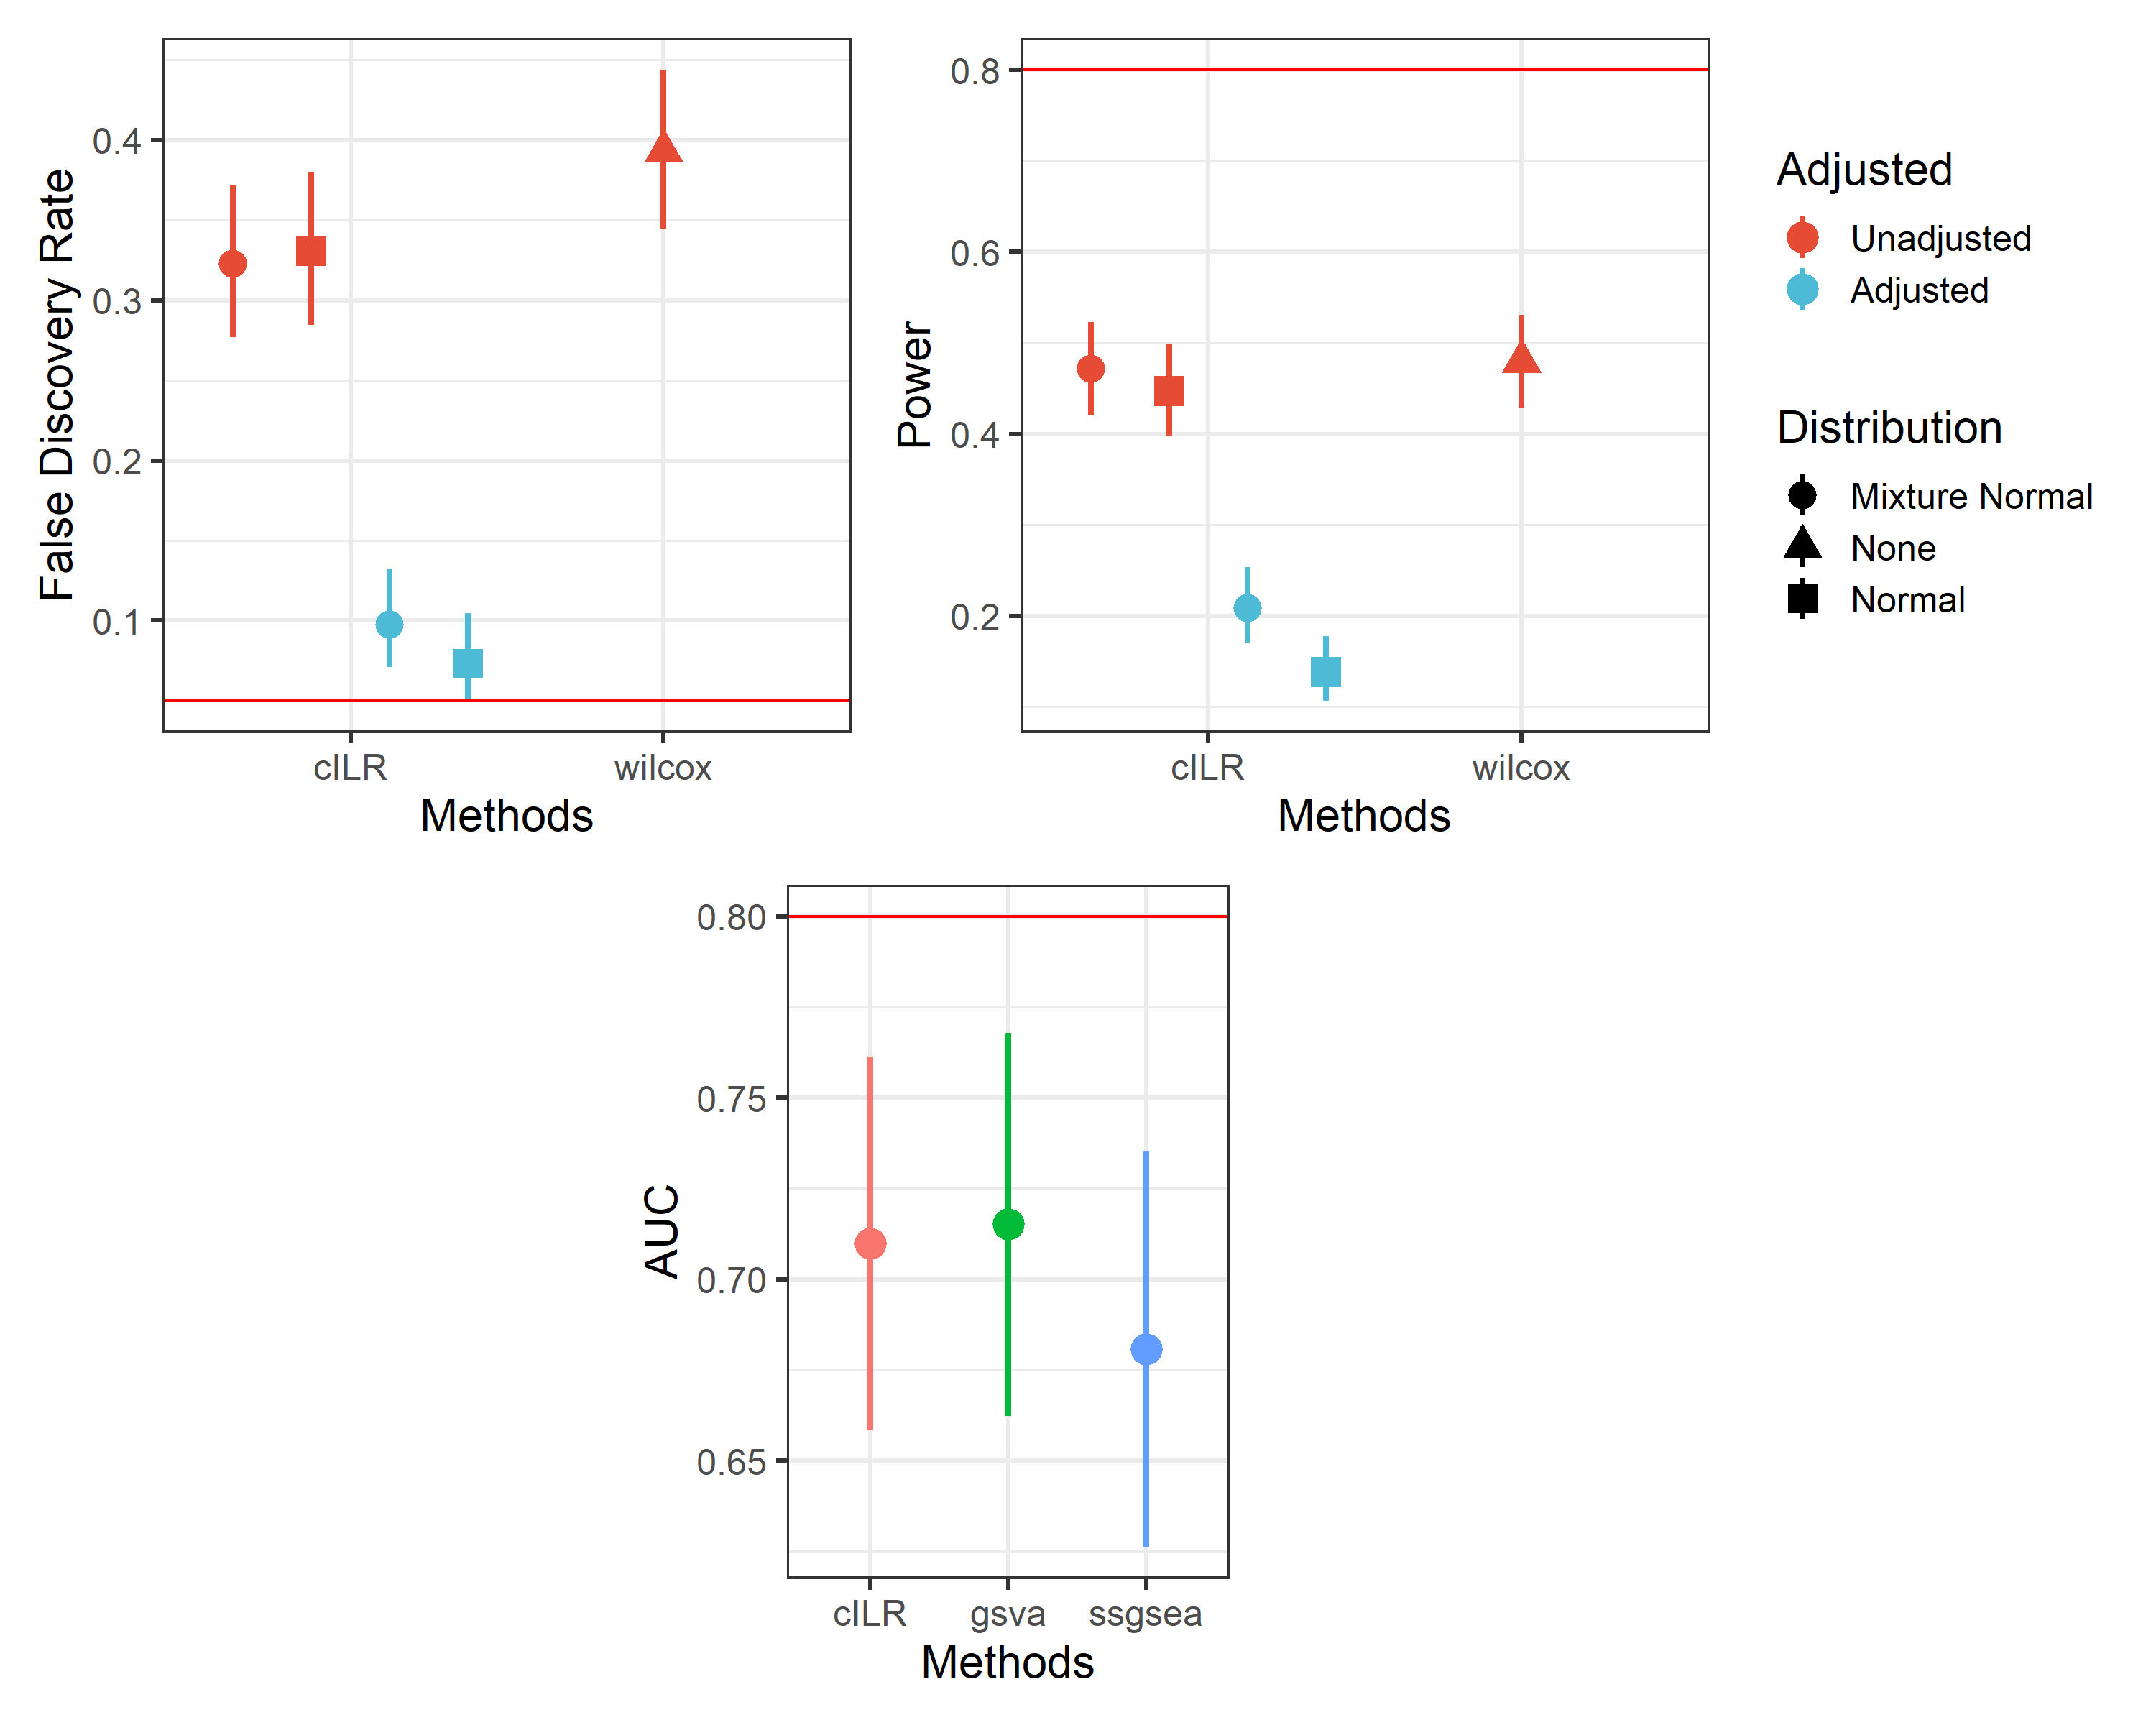 False Discovery Rate
0.4
0.3
0.2
0.1
cILR
wilcox
Methods
Power
0.8
0.6
0.4
0.2
cILR
wilcox
Methods
Adjusted
Unadjusted
Adjusted
Distribution
Mixture Normal
None
Normal
AUC
0.80
0.75
0.70
0.65
cILR
gsva
ssgsea
Methods